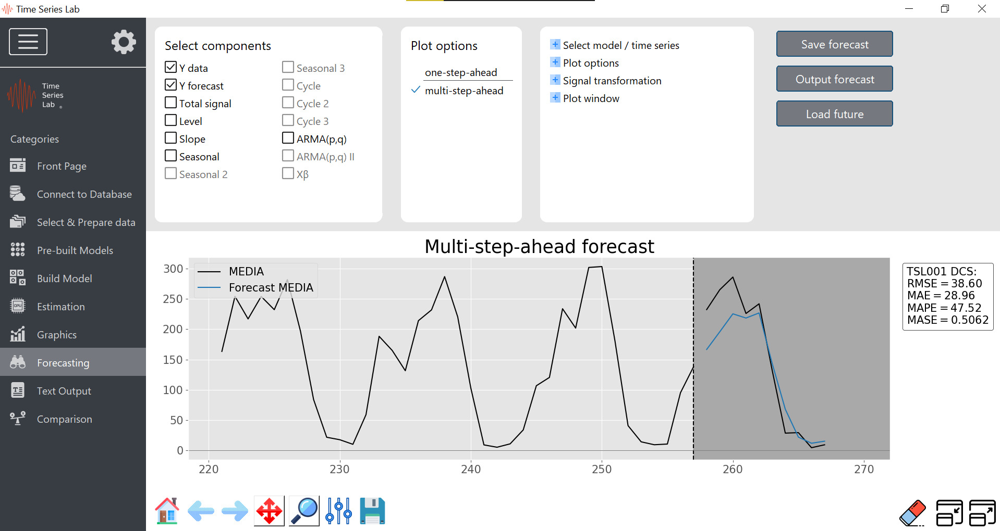 Time Series Lab
Time
Series
Lab
Categories
Front Page
Connect to Database
Select & Prepare data
Pre-built Models
Build Model
Estimation
Graphics
Forecasting
Text Output
Comparison
Select components
Y data
Y forecast
Total signal
Level
Slope
Seasonal
Seasonal 2
Seasonal 3
Cycle
Cycle 2
Cycle 3
ARMA(p,q)
ARMA(p,q) II
Xβ
Plot options
one-step-ahead
multi-step-ahead
Select model / time series
Plot options
Signal transformation
Plot window
Save forecast
Output forecast
Load future
Multi-step-ahead forecast
MEDIA
Forecast MEDIA
300
250
200
150
100
50
0
220 230 240 250 260 270
TSL001 DCS:
RMSE = 38.60
MAE = 28.96
MAPE = 47.52
MASE = 0.5062